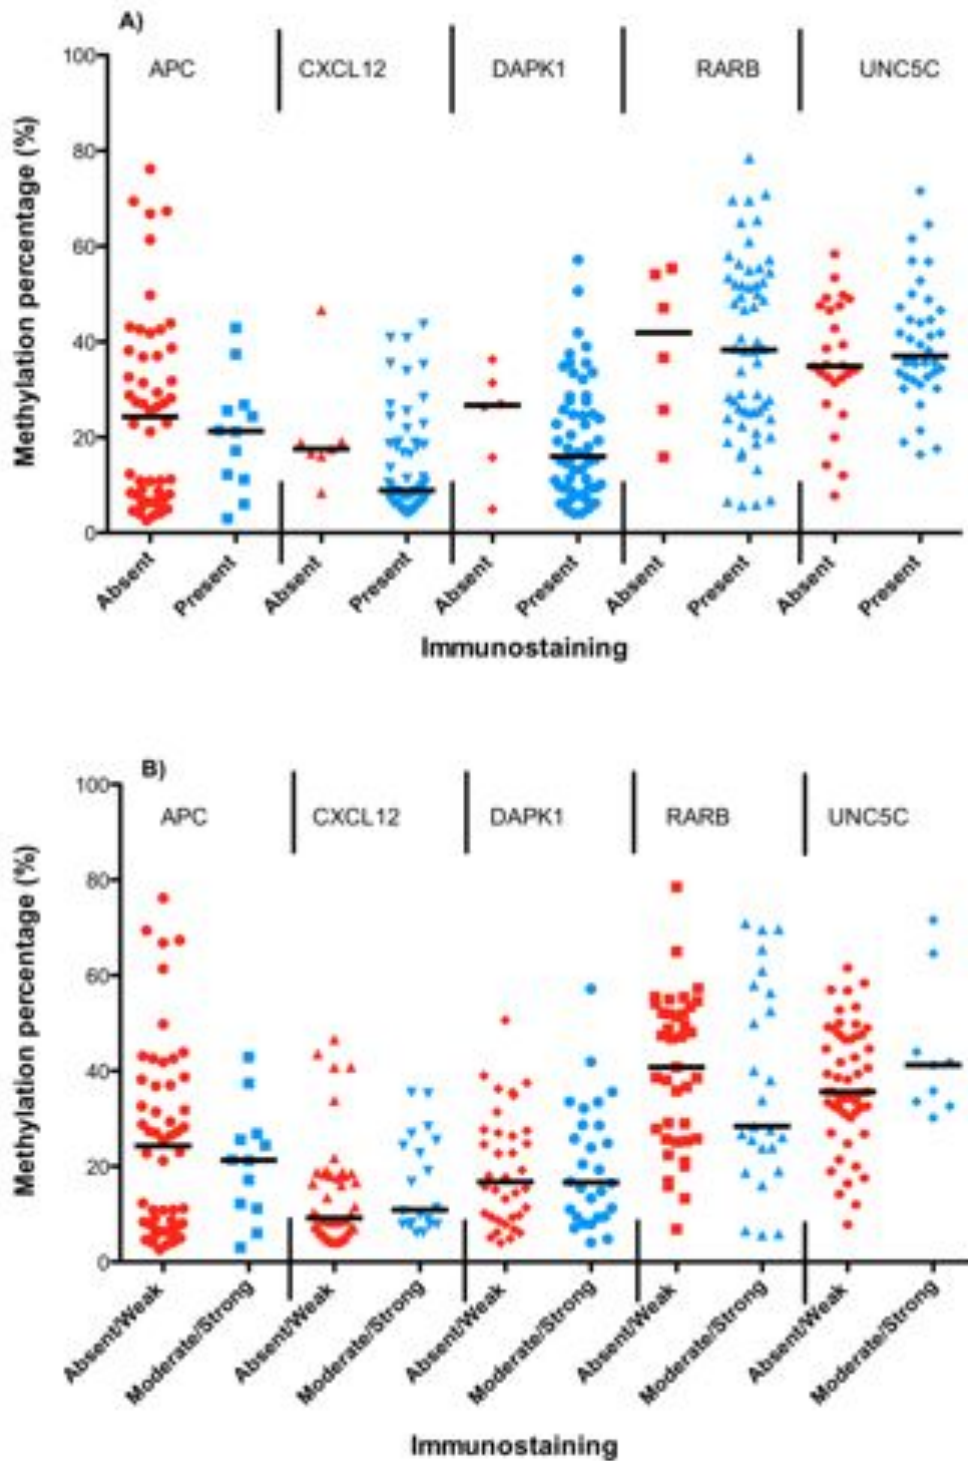 A)
APC CXCL12 DAPK1 RARB UNC5C
Methylation percentage (%)
100
80
60
40
20
0
Absent Present Absent Present Absent Present Absent Present Absent Present
Immunostaining
B)
APC CXCL12 DAPK1 RARB UNC5C
Methylation percentage (%)
100
80
60
40
20
0
Absent/Weak Moderate/Strong Absent/Weak Moderate/Strong Absent/Weak Moderate/Strong Absent/Weak Moderate/Strong Absent/Weak Moderate/Strong
Immunostaining